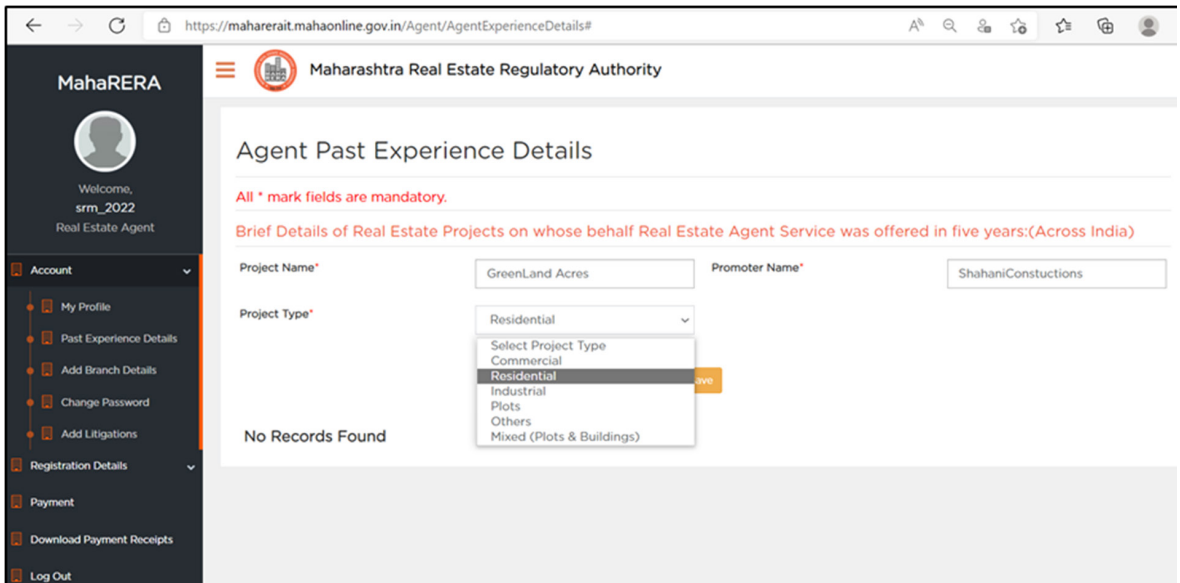 https://maharerait.mahaonline.gov.in/Agent/AgentExperienceDetails#
MahaRERA
Welcome,
srm_2022
Real Estate Agent
Account
My Profile
Past Experience Details
Add Branch Details
Change Password
Add Litigations
Registration Details
Payment
Download Payment Receipts
Log Out
Maharashtra Real Estate Regulatory Authority
Agent Past Experience Details
All * mark fields are mandatory.
Brief Details of Real Estate Projects on whose behalf Real Estate Agent Service was offered in five years:(Across India)
Project Name* GreenLand Acres Promoter Name* ShahaniConstuctions
Project Type* Residential
Select Project Type
Commercial
Residential
Industrial
Plots
Others
Mixed (Plots & Buildings)
ave
No Records Found